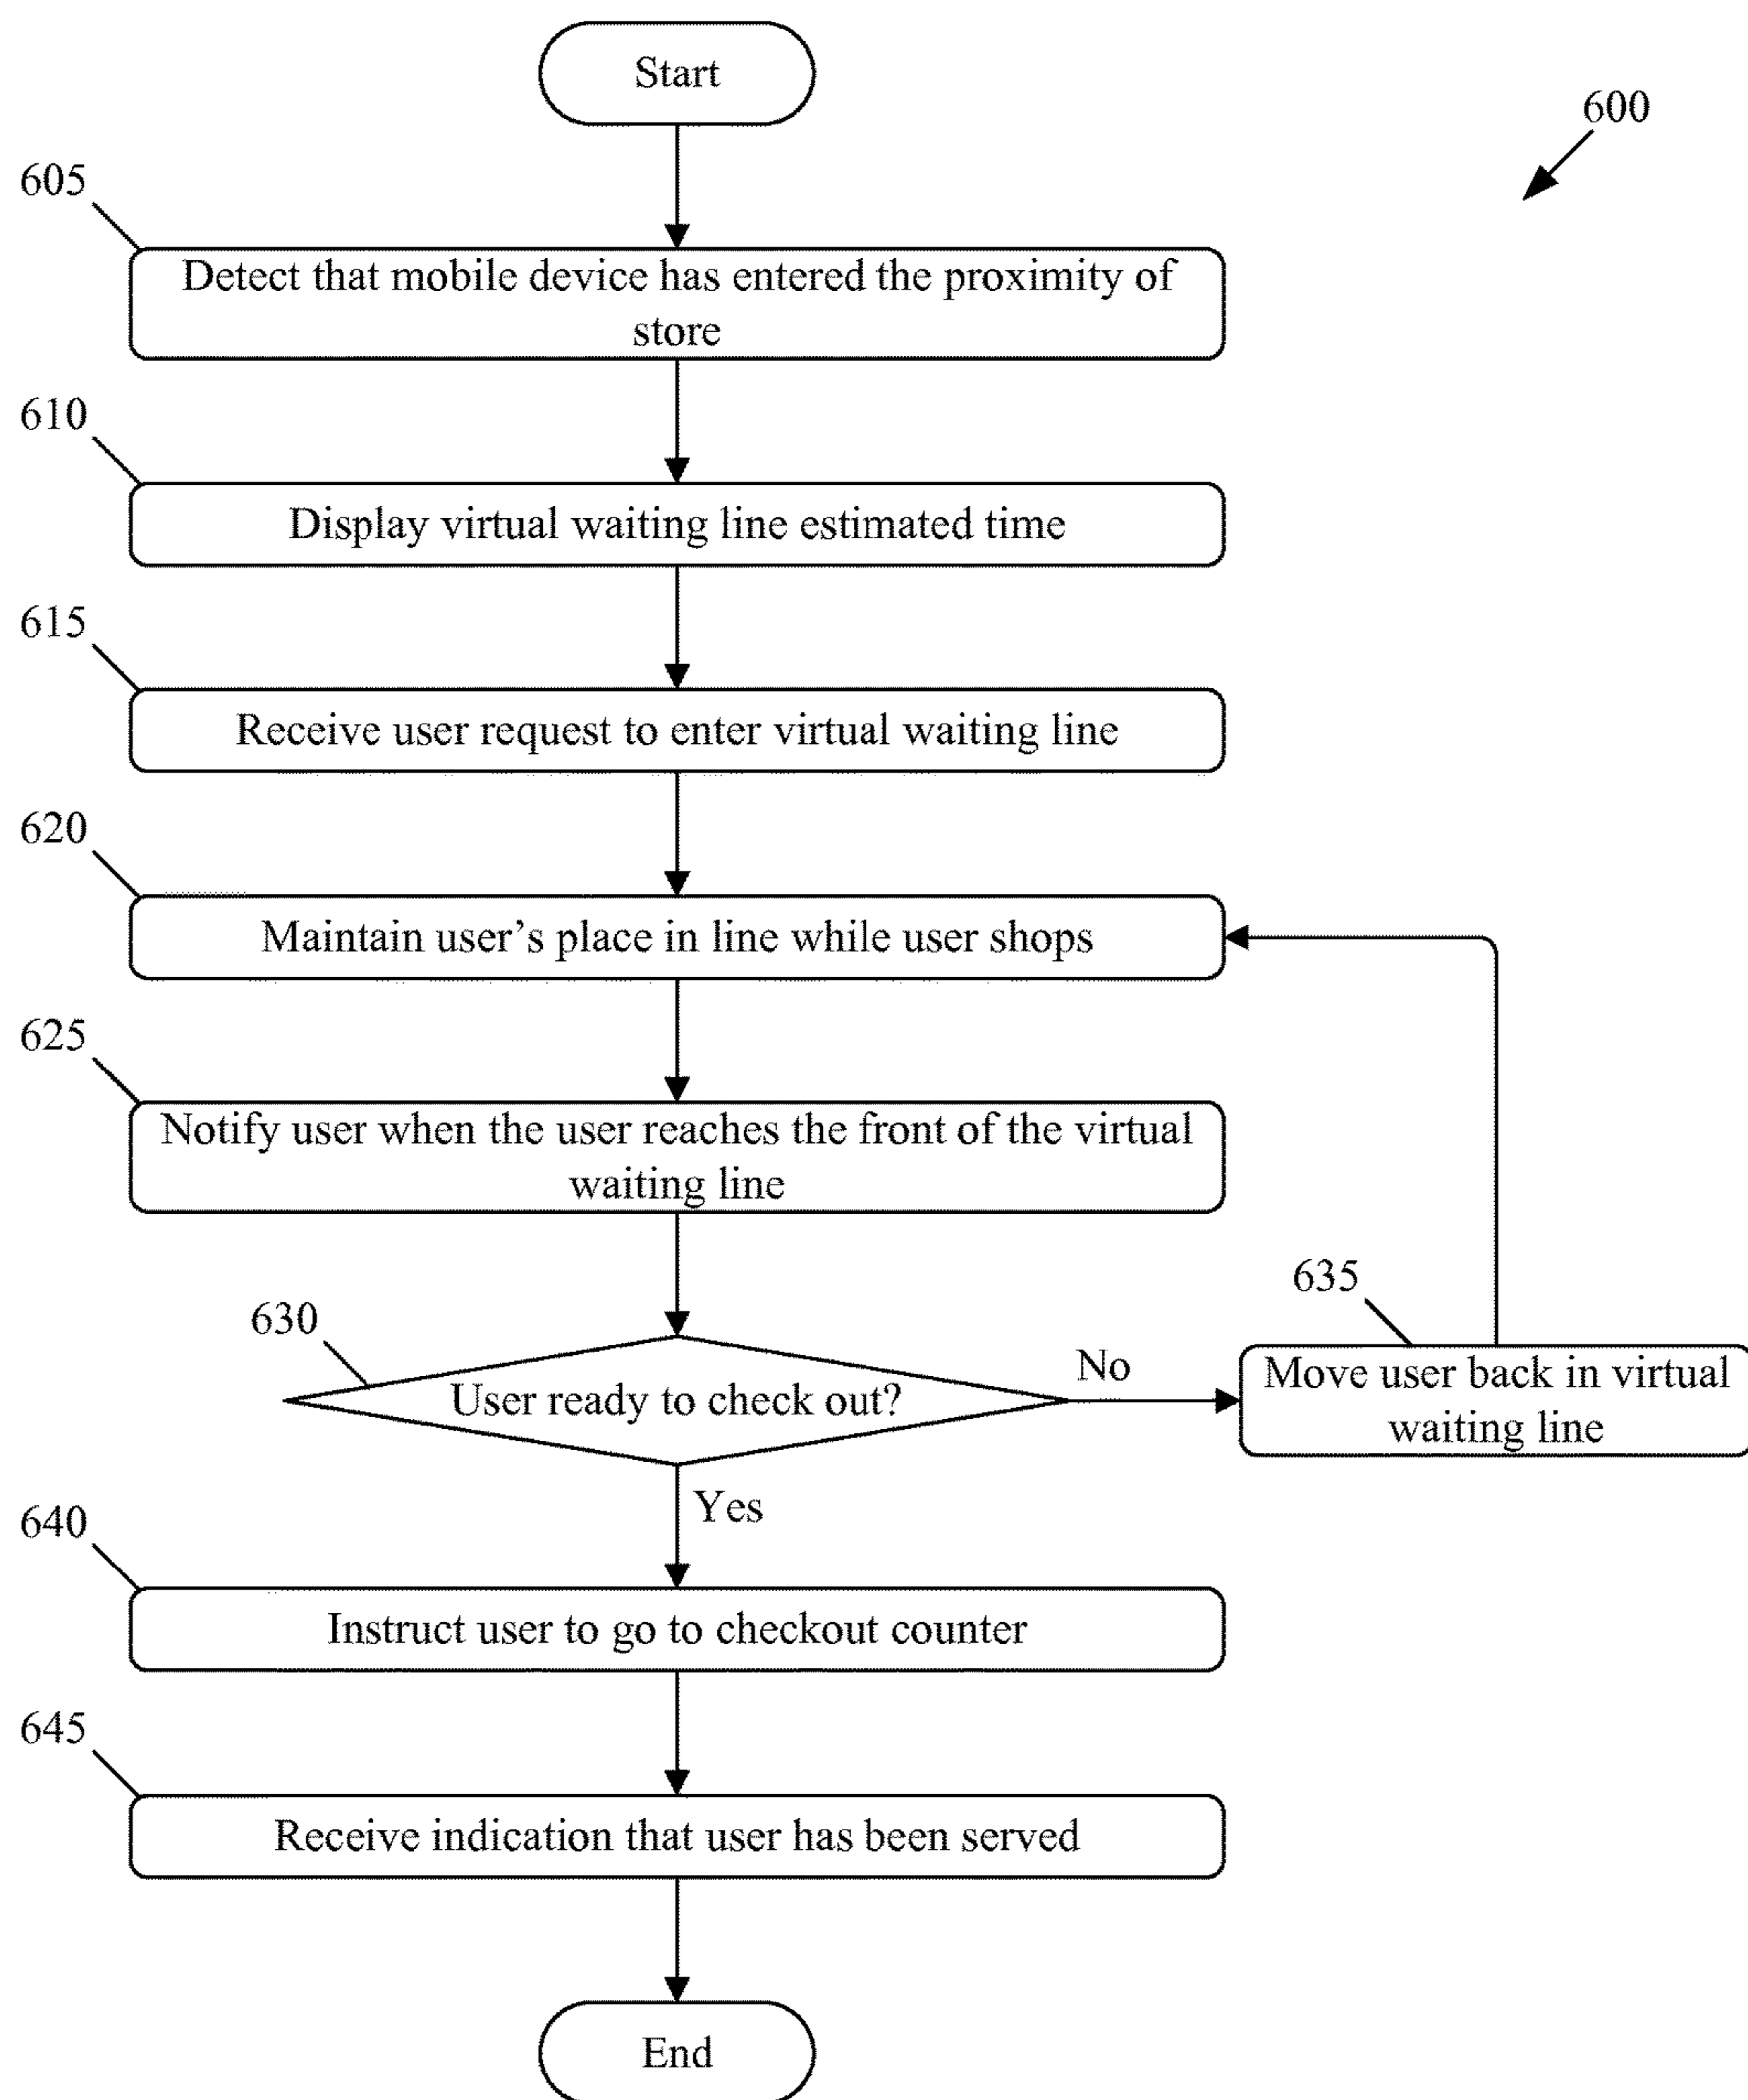 Start
600
605
Detect that mobile device has entered the proximity of
store
610
Display virtual waiting line estimated time
615
Receive user request to enter virtual waiting line
620
Maintain user’s place in line while user shops
625
Notify user when the user reaches the front of the virtual
waiting line
630
User ready to check out?
No
635
Move user back in virtual
waiting line
Yes
640
Instruct user to go to checkout counter
645
Receive indication that user has been served
End